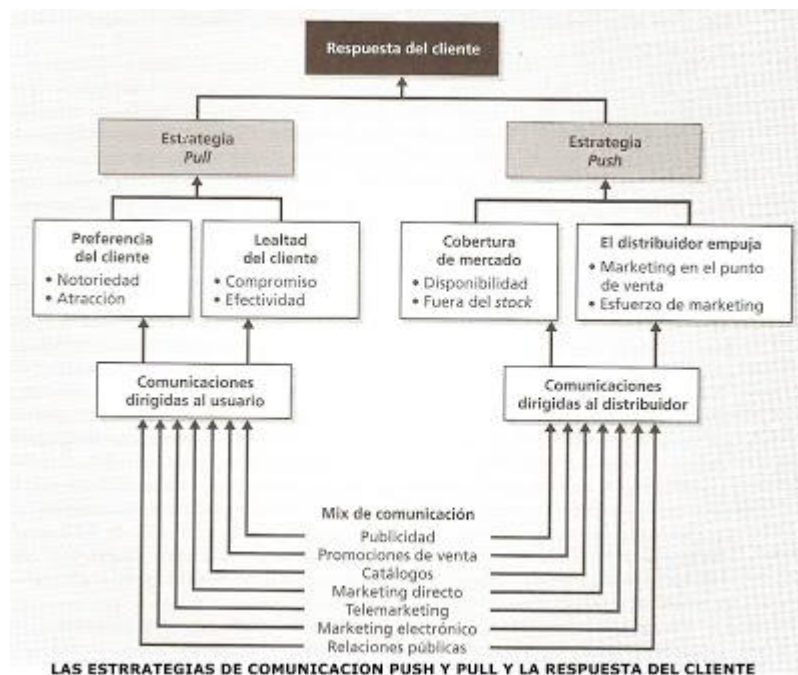 Respuesta del cliente
Estrategia
Pull
Estrategia
Push
Preferencia
del cliente
• Notoriedad
• Atracción
Lealtad
del cliente
• Compromiso
• Efectividad
Cobertura
de mercado
• Disponibilidad
• Fuera del stock
El distribuidor empuja
• Marketing en el punto
de venta
• Esfuerzo de marketing
Comunicaciones
dirigidas al usuario
Comunicaciones
dirigidas al distribuidor
Mix de comunicación
Publicidad
Promociones de venta
Catálogos
Marketing directo
Telemarketing
Marketing electrónico
Relaciones públicas
LAS ESTRRATEGIAS DE COMUNICACION PUSH Y PULL Y LA RESPUESTA DEL CLIENTE